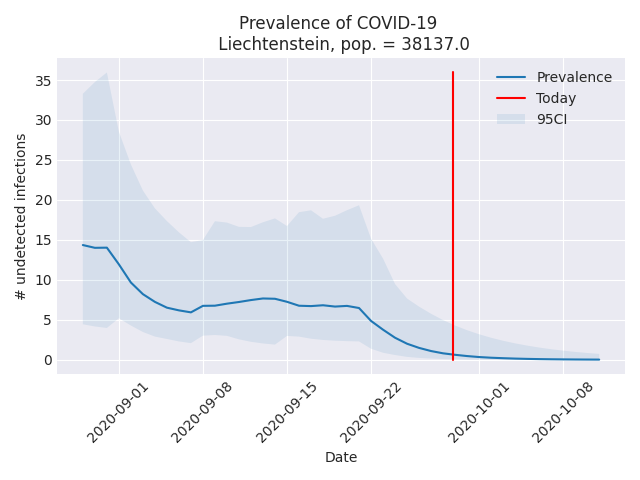 Prevalence of COVID-19
Liechtenstein, pop. = 38137.0
Prevalence
Today
95CI
# undetected infections
35
30
25
20
15
10
5
0
2020-09-01
2020-09-08
2020-09-15
2020-09-22
2020-10-01
2020-10-08
Date